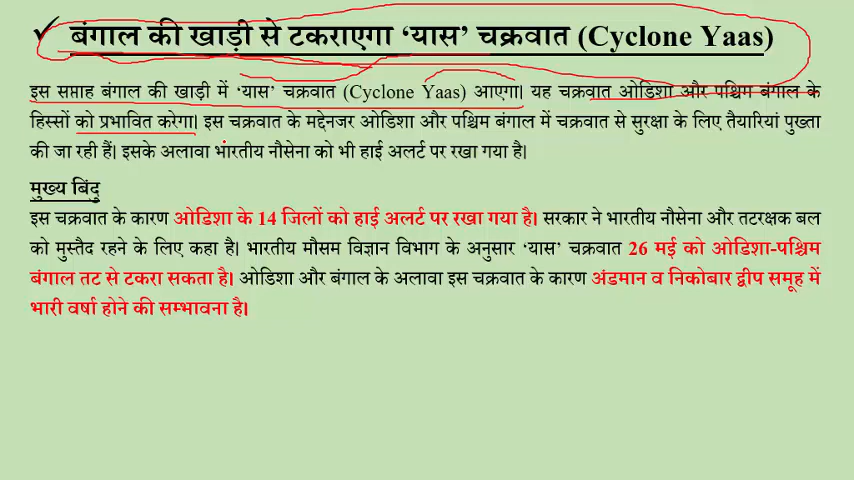 बंगाल की खाड़ी से टकराएगा ‘यास’ चक्रवात (Cyclone Yaas)
इस सप्ताह बंगाल की खाड़ी में ‘यास’ चक्रवात (Cyclone Yaas) आएगा| यह चक्रवात ओडिशा और पश्चिम बंगाल के
हिस्सों को प्रभावित करेगा| इस चक्रवात के मद्देनजर ओडिशा और पश्चिम बंगाल में चक्रवात से सुरक्षा के लिए तैयारियां पुख्ता
की जा रही हैं| इसके अलावा भारतीय नौसेना को भी हाई अलर्ट पर रखा गया है|
मुख्य बिंदु
इस चक्रवात के कारण ओडिशा के 14 जिलों को हाई अलर्ट पर रखा गया है| सरकार ने भारतीय नौसेना और तटरक्षक बल
को मुस्तैद रहने के लिए कहा है| भारतीय मौसम विज्ञान विभाग के अनुसार ‘यास’ चक्रवात 26 मई को ओडिशा-पश्चिम
बंगाल तट से टकरा सकता है| ओडिशा और बंगाल के अलावा इस चक्रवात के कारण अंडमान व निकोबार द्वीप समूह में
भारी वर्षा होने की सम्भावना है|